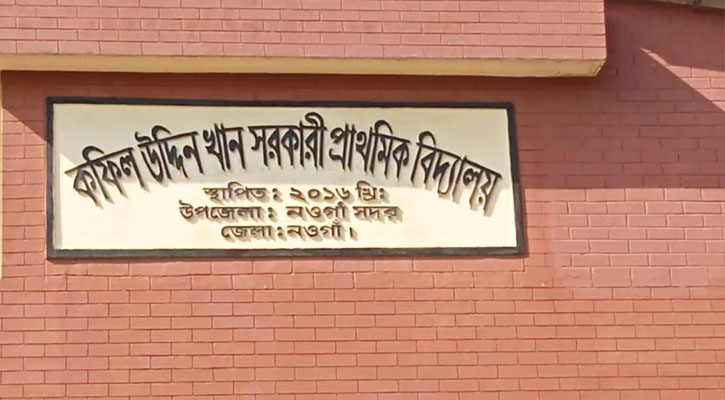 কফিল উদ্দিন খান সরকারী প্রাথমিক বিদ্যালয়
স্থাপিত: ২০১৬ খ্রি:
উপজেলা: নওগাঁ সদর
জেলা: নওগাঁ।